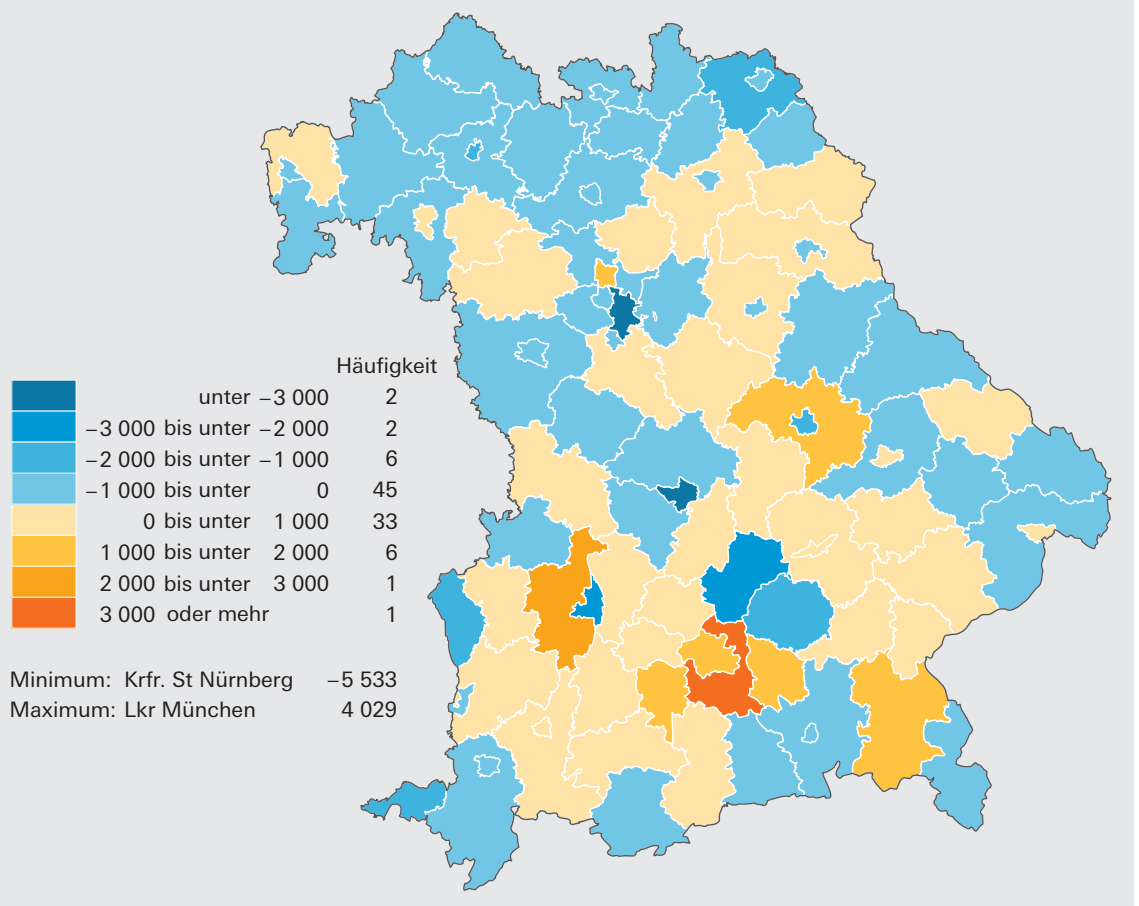 Häufigkeit
unter –3 000 2
–3 000 bis unter –2 000 2
–2 000 bis unter –1 000 6
–1 000 bis unter 0 45
0 bis unter 1 000 33
1 000 bis unter 2 000 6
2 000 bis unter 3 000 1
3 000 oder mehr 1
Minimum: Krfr. St Nürnberg –5 533
Maximum: Lkr München 4 029